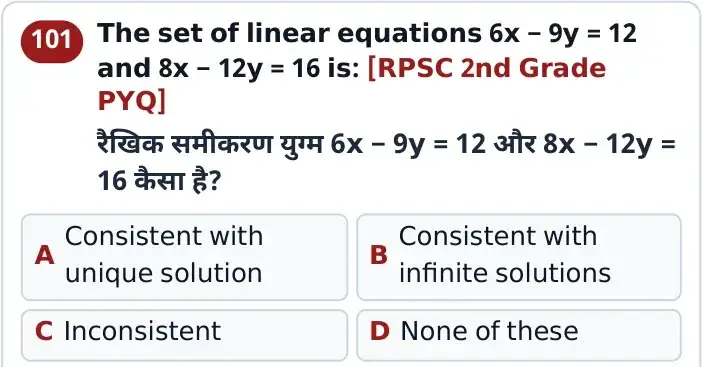 101 The set of linear equations 6x − 9y = 12
and 8x − 12y = 16 is: [RPSC 2nd Grade
PYQ]
रैखिक समीकरण युग्म 6x − 9y = 12 और 8x − 12y =
16 कैसा है?
A Consistent with
unique solution
B Consistent with
infinite solutions
C Inconsistent
D None of these